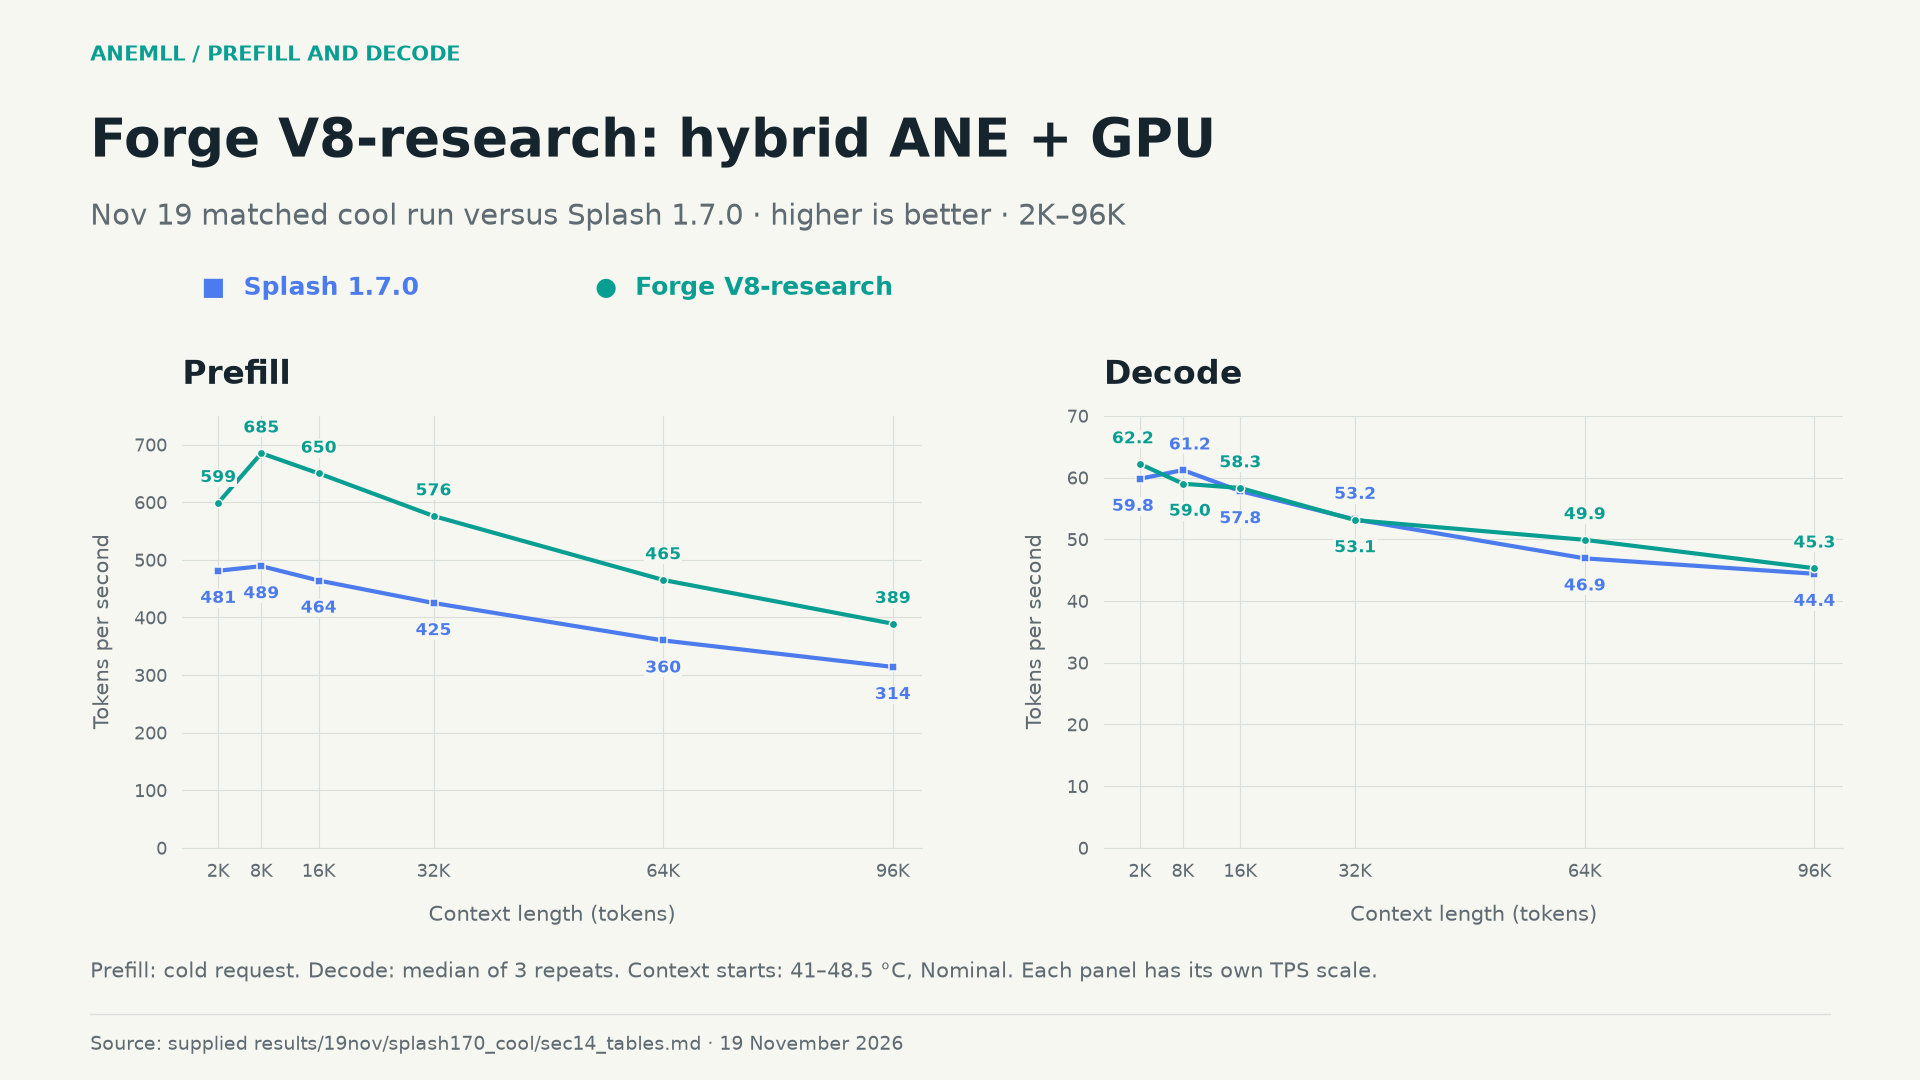 ANEMLL / PREFILL AND DECODE
Forge V8-research: hybrid ANE + GPU
Nov 19 matched cool run versus Splash 1.7.0 · higher is better · 2K–96K
Splash 1.7.0
Forge V8-research
Prefill
Tokens per second
700
600
500
400
300
200
100
0
599
685
650
576
465
389
481
489
464
425
360
314
2K
8K
16K
32K
64K
96K
Context length (tokens)
Decode
Tokens per second
70
60
50
40
30
20
10
0
62.2
61.2
58.3
53.2
49.9
45.3
59.8
59.0
57.8
53.1
46.9
44.4
2K
8K
16K
32K
64K
96K
Context length (tokens)
Prefill: cold request. Decode: median of 3 repeats. Context starts: 41–48.5 °C, Nominal. Each panel has its own TPS scale.
Source: supplied results/19nov/splash170_cool/sec14_tables.md · 19 November 2026